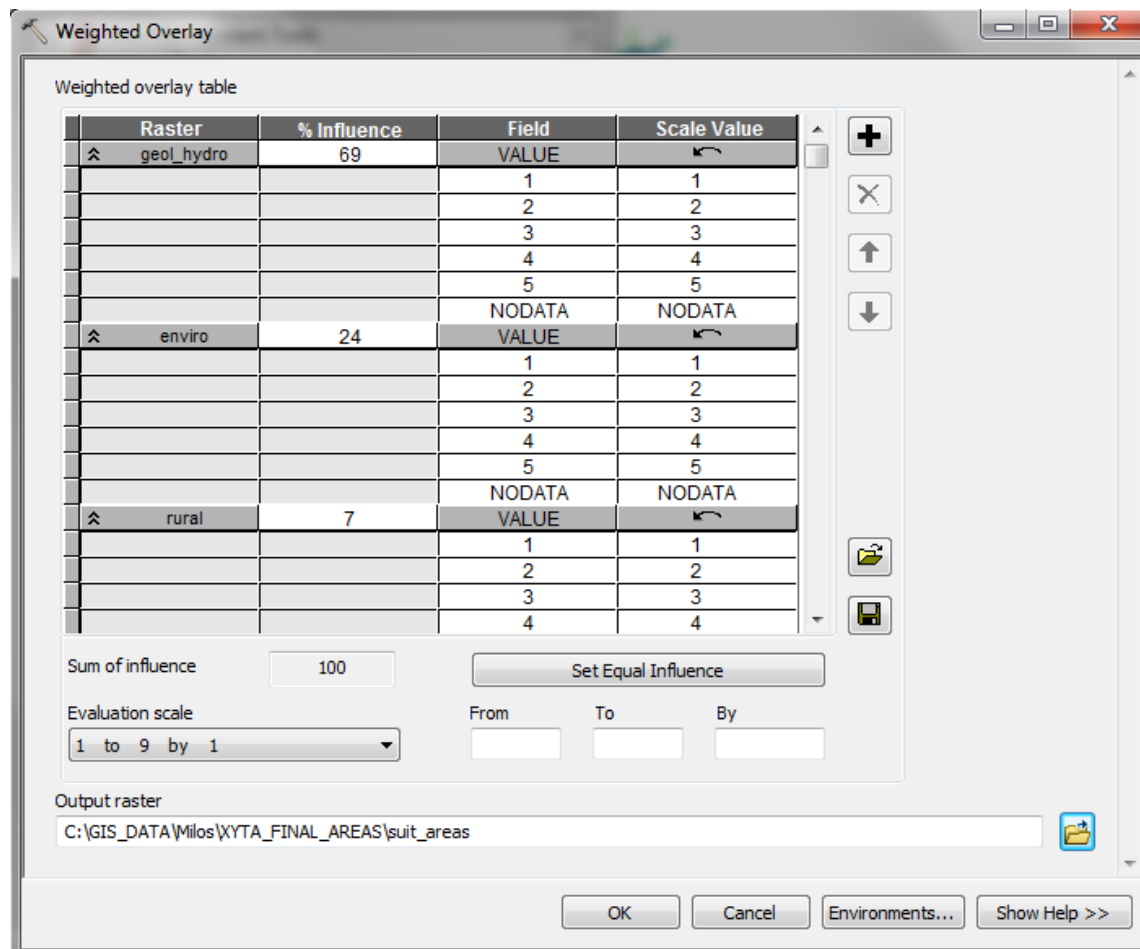 Weighted Overlay
Weighted overlay table
Raster % Influence Field Scale Value
geol_hydro 69 VALUE
1 1
2 2
3 3
4 4
5 5
NODATA NODATA
enviro 24 VALUE
1 1
2 2
3 3
4 4
5 5
NODATA NODATA
rural 7 VALUE
1 1
2 2
3 3
4 4
Sum of influence 100 Set Equal Influence
Evaluation scale From To By
1 to 9 by 1
Output raster
C:\GIS_DATA\Milos\XYTA_FINAL_AREAS\suit_areas
OK Cancel Environments... Show Help >>